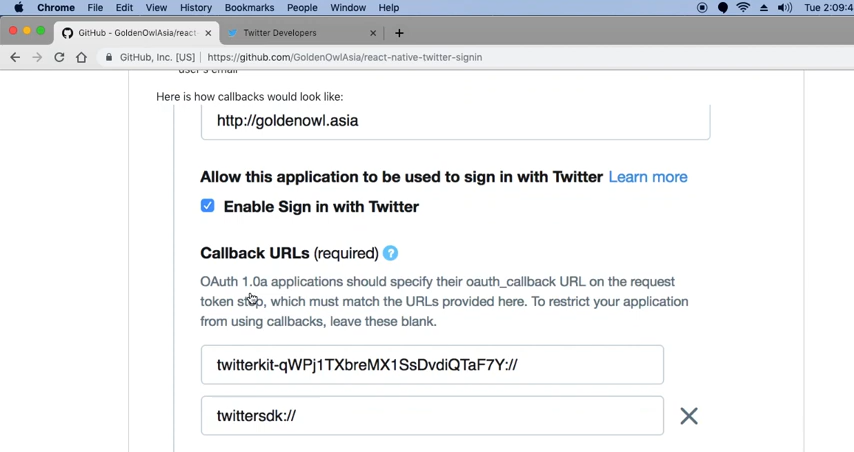 Chrome File Edit View History Bookmarks People Window Help Tue 2:09:4
GitHub - GoldenOwlAsia/react Twitter Developers
GitHub, Inc. [US] https://github.com/GoldenOwlAsia/react-native-twitter-signin
user's email
Here is how callbacks would look like:
http://goldenowl.asia
Allow this application to be used to sign in with Twitter Learn more
Enable Sign in with Twitter
Callback URLs (required) ?
OAuth 1.0a applications should specify their oauth_callback URL on the request
token step, which must match the URLs provided here. To restrict your application
from using callbacks, leave these blank.
twitterkit-qWPj1TXbreMX1SsDvdiQTaF7Y://
twittersdk://